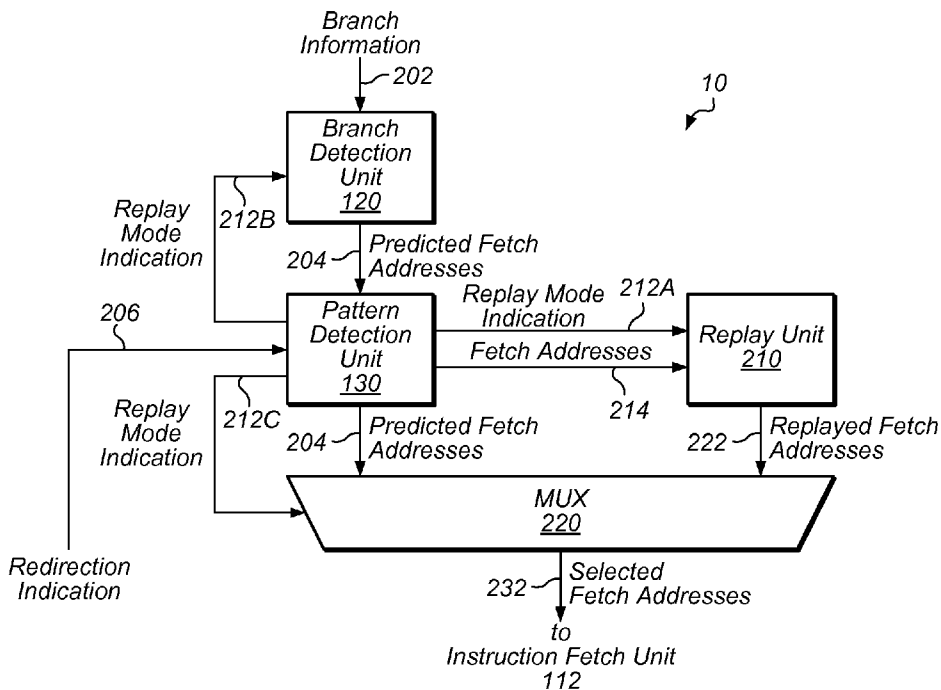 Branch
Information
202
10
Branch
Detection
Unit
120
212B
Replay
Mode
Indication
204
Predicted Fetch
Addresses
206
Pattern
Detection
Unit
130
Replay Mode
Indication
212A
Fetch Addresses
214
Replay Unit
210
212C
Replay
Mode
Indication
204
Predicted Fetch
Addresses
222
Replayed Fetch
Addresses
MUX
220
Redirection
Indication
232
Selected
Fetch Addresses
to
Instruction Fetch Unit
112